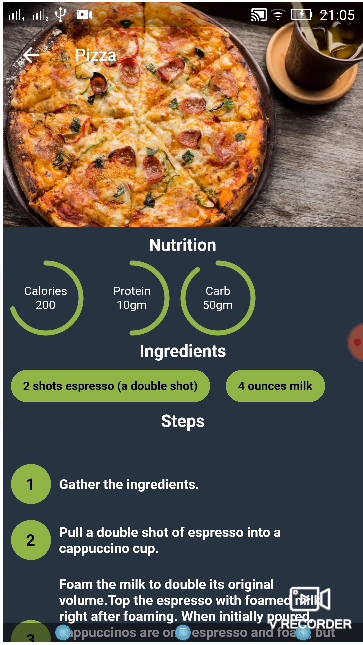 21:05
Pizza
Nutrition
Calories
200
Protein
10gm
Carb
50gm
Ingredients
2 shots espresso (a double shot)
4 ounces milk
Steps
1
Gather the ingredients.
2
Pull a double shot of espresso into a
cappuccino cup.
3
Foam the milk to double its original
volume.Top the espresso with foamed milk
right after foaming. When initially poured,
cappuccinos are only espresso and foam, but
V RECORDER